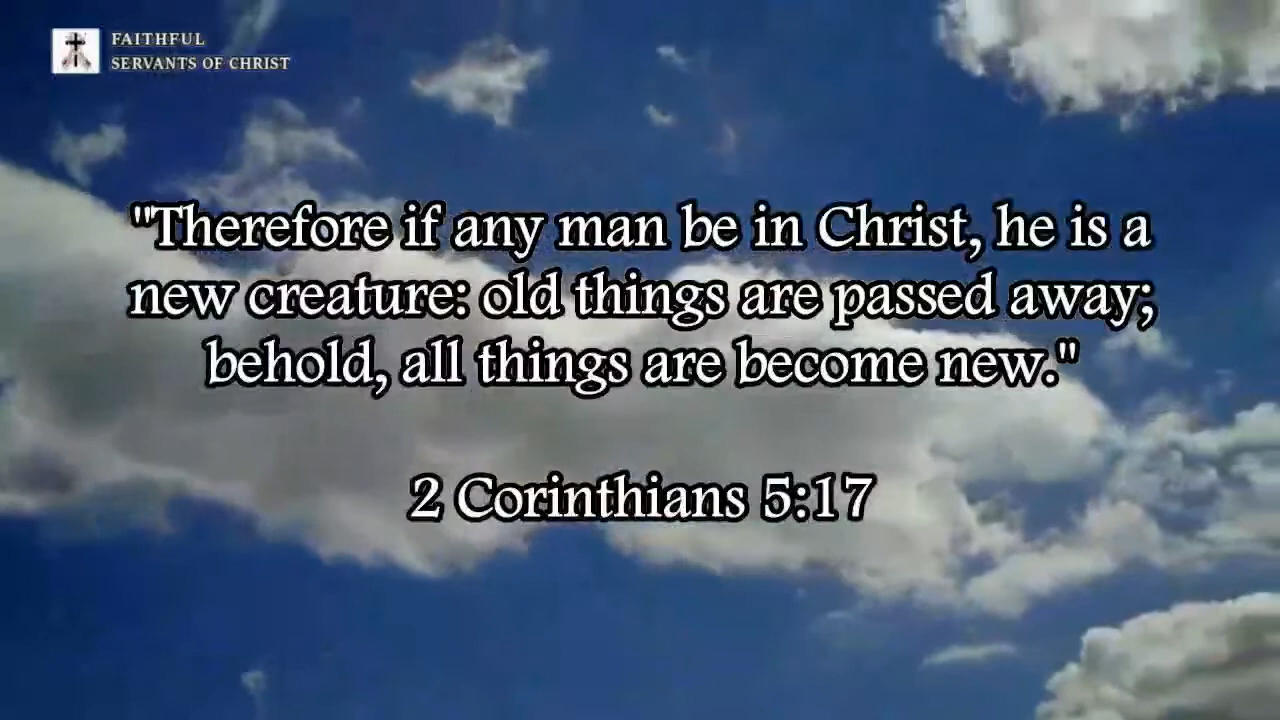 FAITHFUL
SERVANTS OF CHRIST
"Therefore if any man be in Christ, he is a
new creature: old things are passed away;
behold, all things are become new."
2 Corinthians 5:17